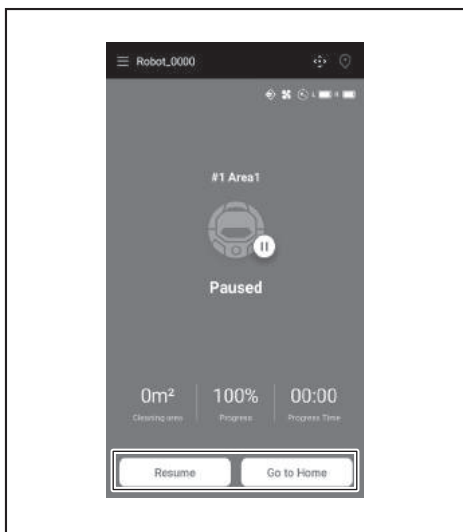 Robot_0000
L R
#1 Area1
Paused
0m² 100% 00:00
Cleaning area Progress Progress Time
Resume Go to Home